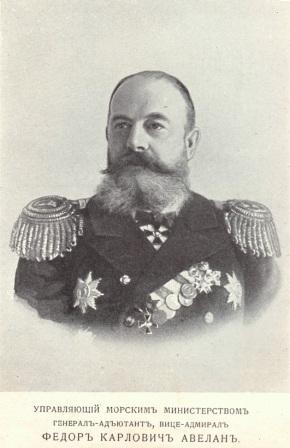 УПРАВЛЯЮЩІЙ МОРСКИМЪ МИНИСТЕРСТВОМЪ
ГЕНЕРАЛЪ-АДЪЮТАНТЪ, ВИЦЕ-АДМИРАЛЪ
ФЕДОРЪ КАРЛОВИЧЪ АВЕЛАНЪ.